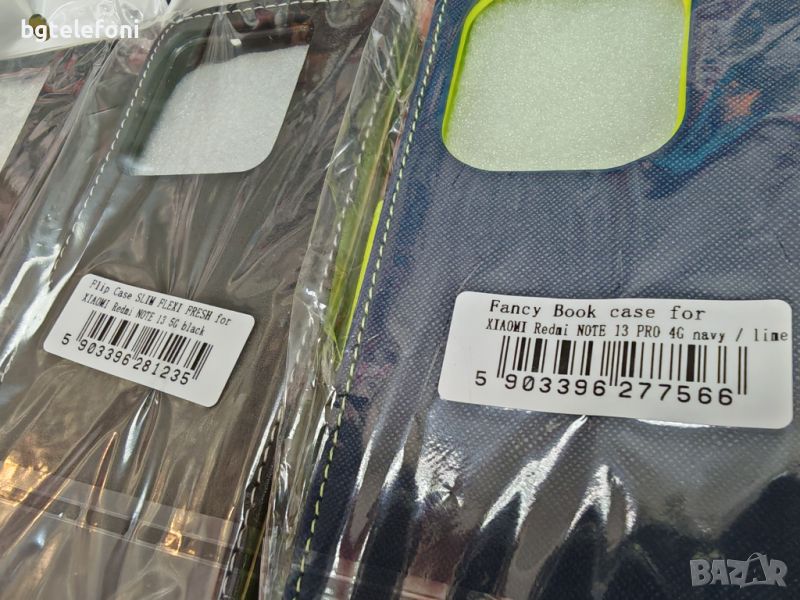 bgtelefoni
Flip Case SLIM FLEXI FRESH for
XIAOMI Redmi NOTE 13 5G black
5 903396 281235
Fancy Book case for
XIAOMI Redmi NOTE 13 PRO 4G navy / lime
5 903396 277566
BAZAR